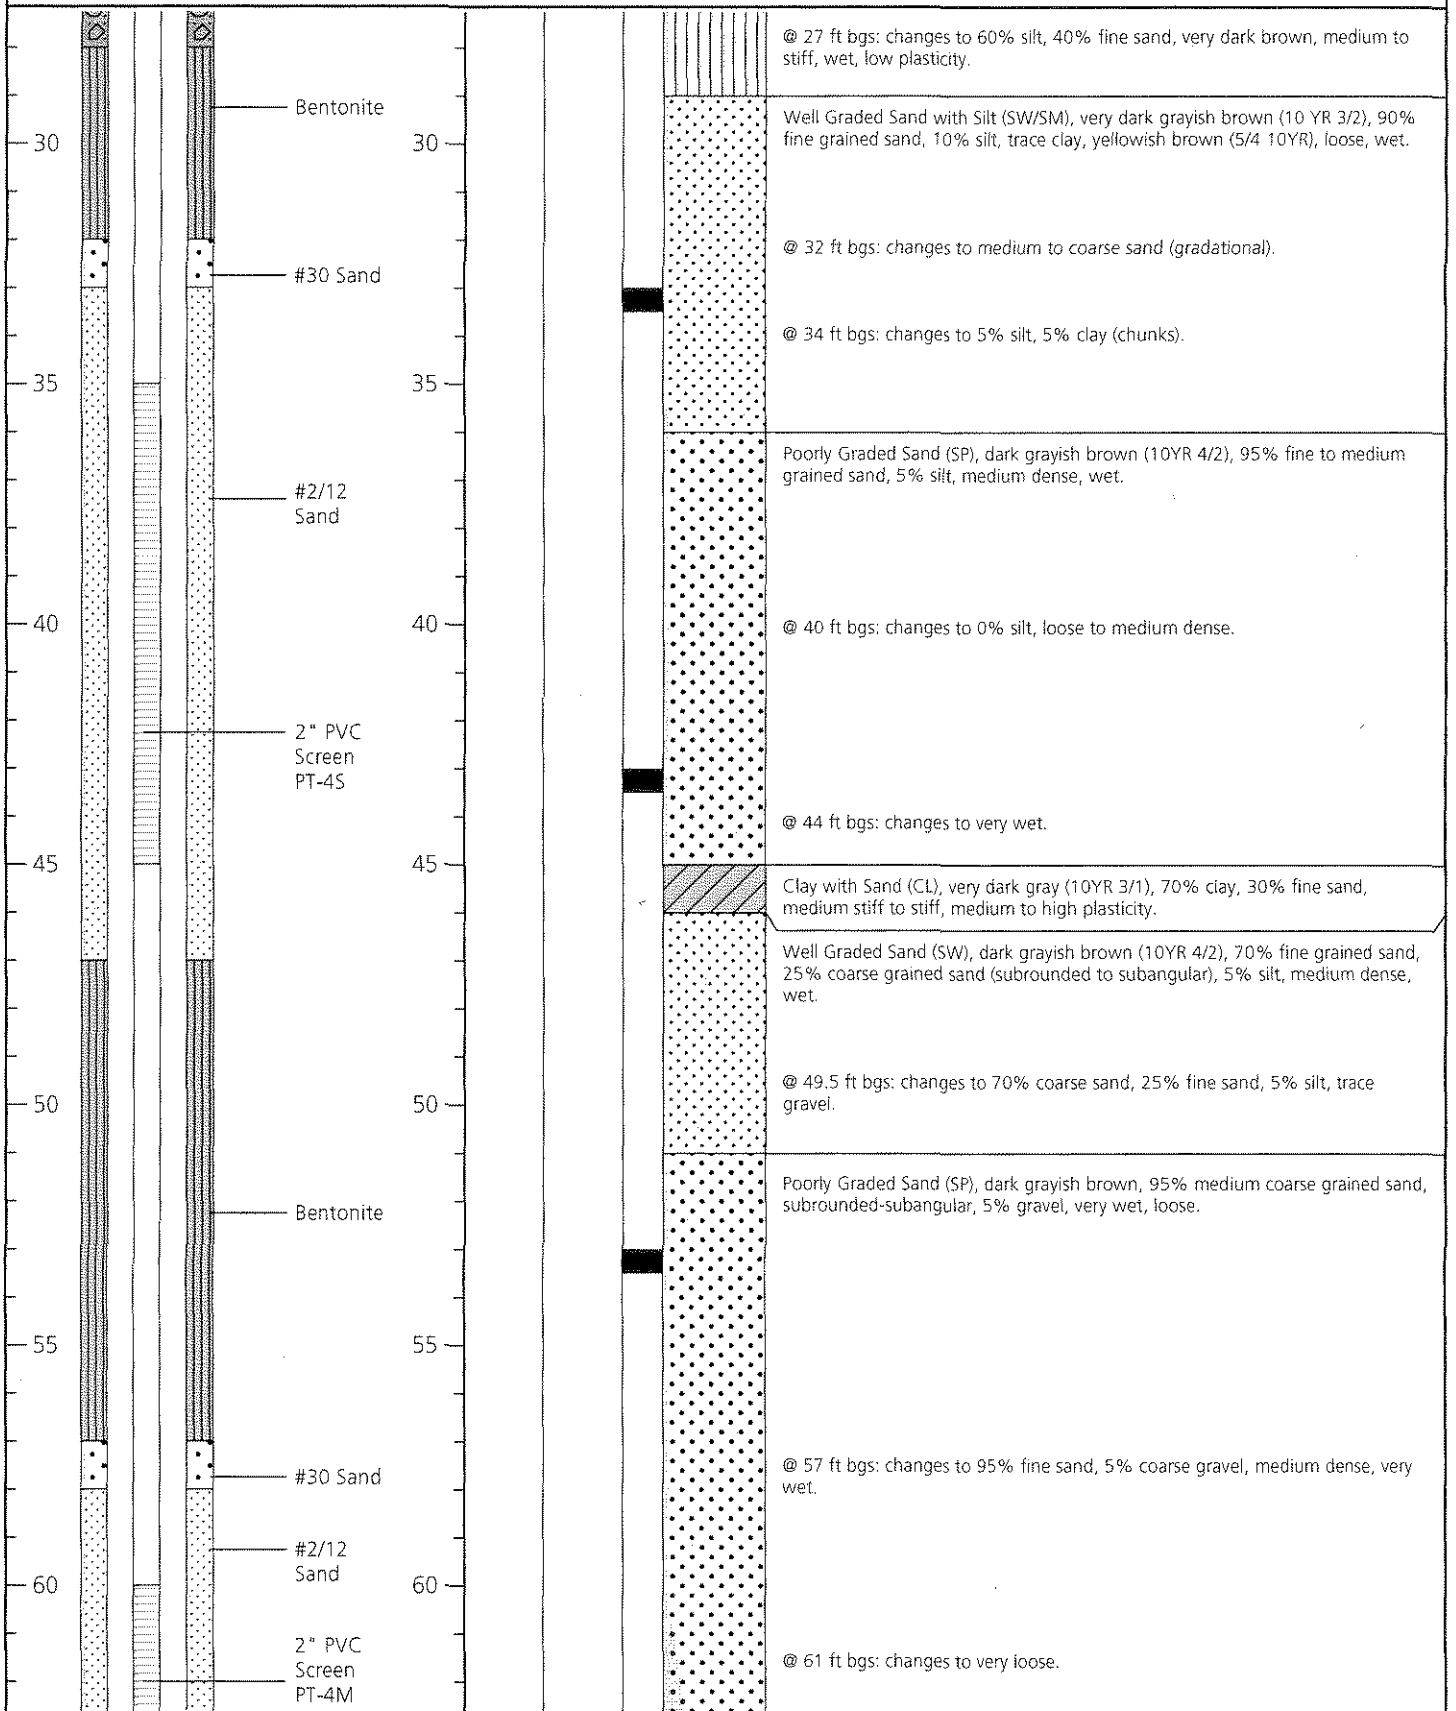 @ 27 ft bgs: changes to 60% silt, 40% fine sand, very dark brown, medium to
stiff, wet, low plasticity.
Bentonite
Well Graded Sand with Silt (SW/SM), very dark grayish brown (10 YR 3/2), 90%
fine grained sand, 10% silt, trace clay, yellowish brown (5/4 10YR), loose, wet.
30
30
@ 32 ft bgs: changes to medium to coarse sand (gradational).
#30 Sand
@ 34 ft bgs: changes to 5% silt, 5% clay (chunks).
35
35
Poorly Graded Sand (SP), dark grayish brown (10YR 4/2), 95% fine to medium
grained sand, 5% silt, medium dense, wet.
#2/12
Sand
40
40
@ 40 ft bgs: changes to 0% silt, loose to medium dense.
2" PVC
Screen
PT-4S
@ 44 ft bgs: changes to very wet.
45
45
Clay with Sand (CL), very dark gray (10YR 3/1), 70% clay, 30% fine sand,
medium stiff to stiff, medium to high plasticity.
Well Graded Sand (SW), dark grayish brown (10YR 4/2), 70% fine grained sand,
25% coarse grained sand (subrounded to subangular), 5% silt, medium dense,
wet.
@ 49.5 ft bgs: changes to 70% coarse sand, 25% fine sand, 5% silt, trace
gravel.
50
50
Poorly Graded Sand (SP), dark grayish brown, 95% medium coarse grained sand,
subrounded-subangular, 5% gravel, very wet, loose.
Bentonite
55
55
@ 57 ft bgs: changes to 95% fine sand, 5% coarse gravel, medium dense, very
wet.
#30 Sand
#2/12
Sand
60
60
2" PVC
Screen
PT-4M
@ 61 ft bgs: changes to very loose.